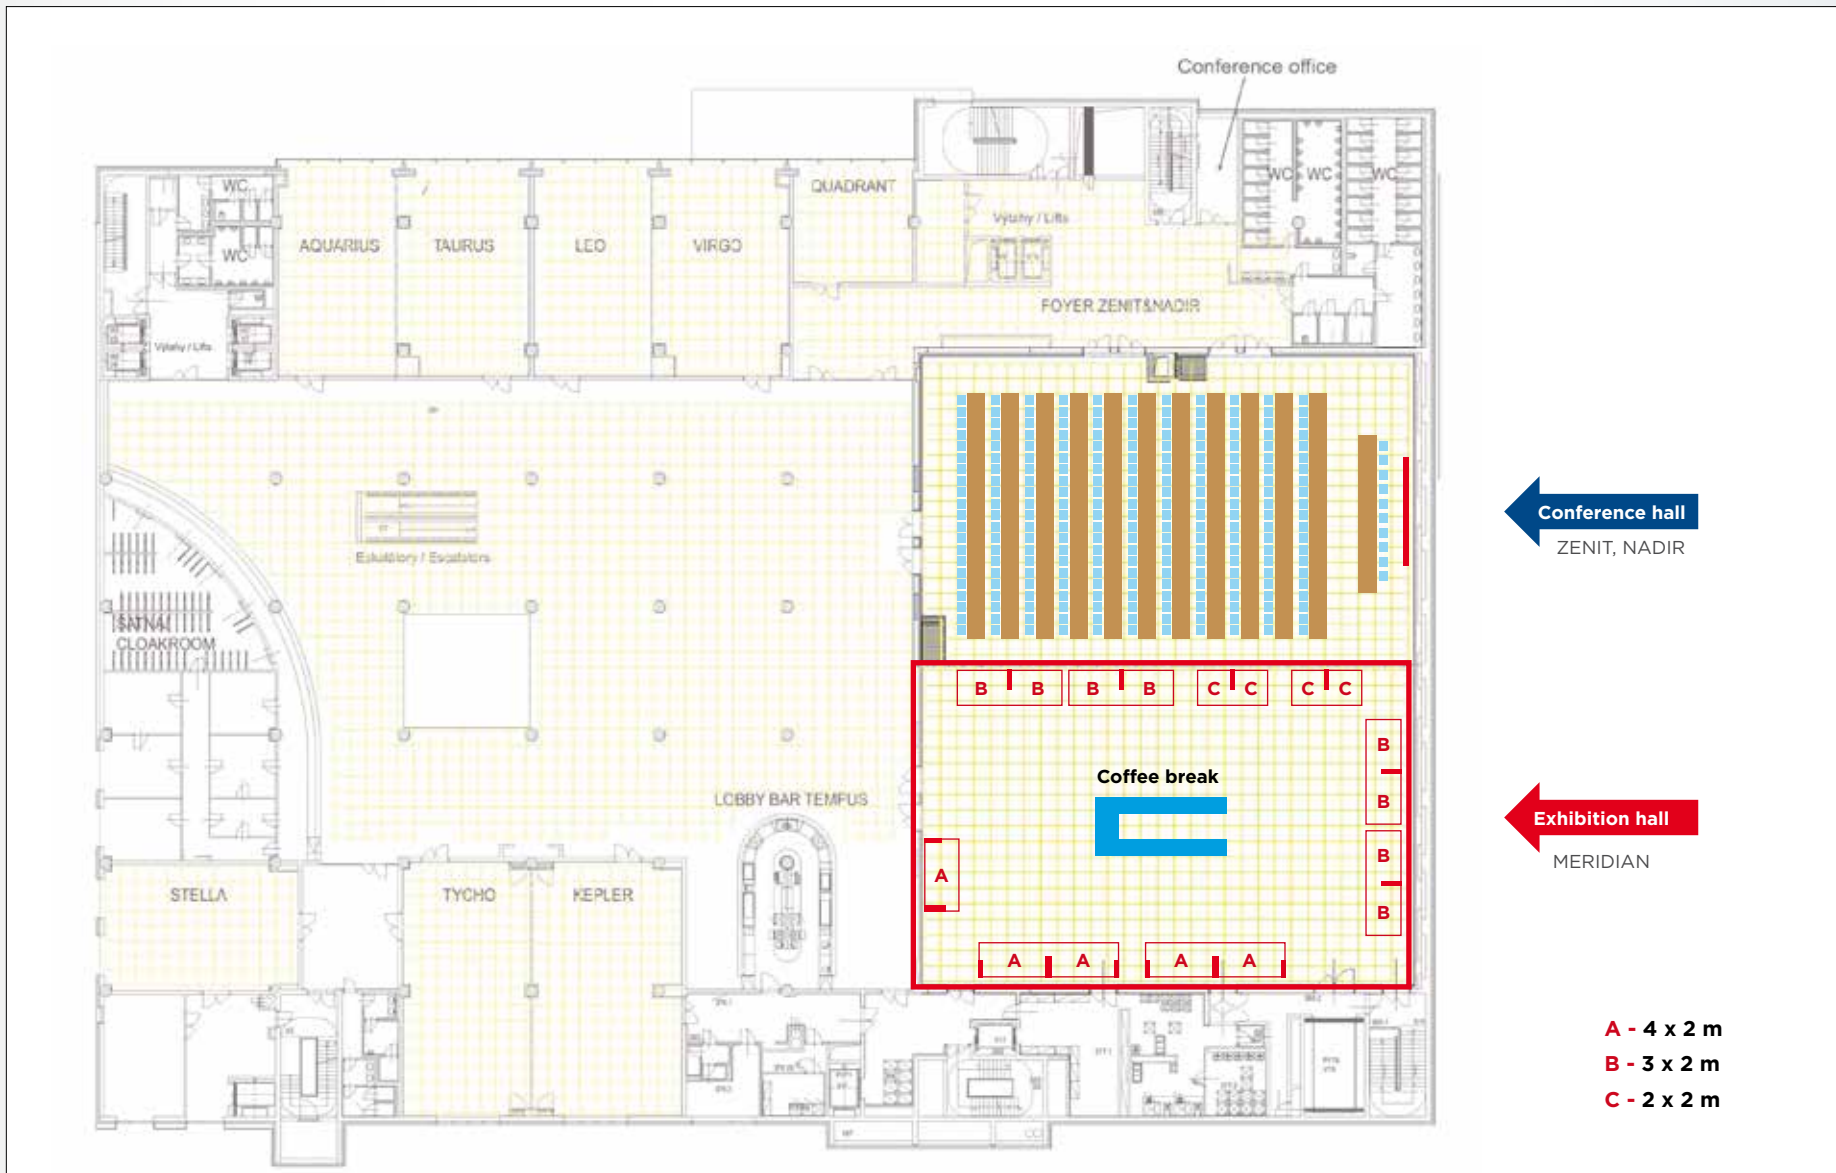 Conference office
WC
WC
AQUARIUS
TAURUS
LEO
VIRGO
QUADRANT
Výtahy / Lifts
WC
WC
WC
FOYER ZENIT&NADIR
Výtahy / Lifts
Eskalátory / Escalators
ŠATNA/
CLOAKROOM
Conference hall
ZENIT, NADIR
B B B B C C C C
B
B
B
B
Coffee break
LOBBY BAR TEMPUS
Exhibition hall
MERIDIAN
A
STELLA
TYCHO
KEPLER
A A A A
A - 4 x 2 m
B - 3 x 2 m
C - 2 x 2 m